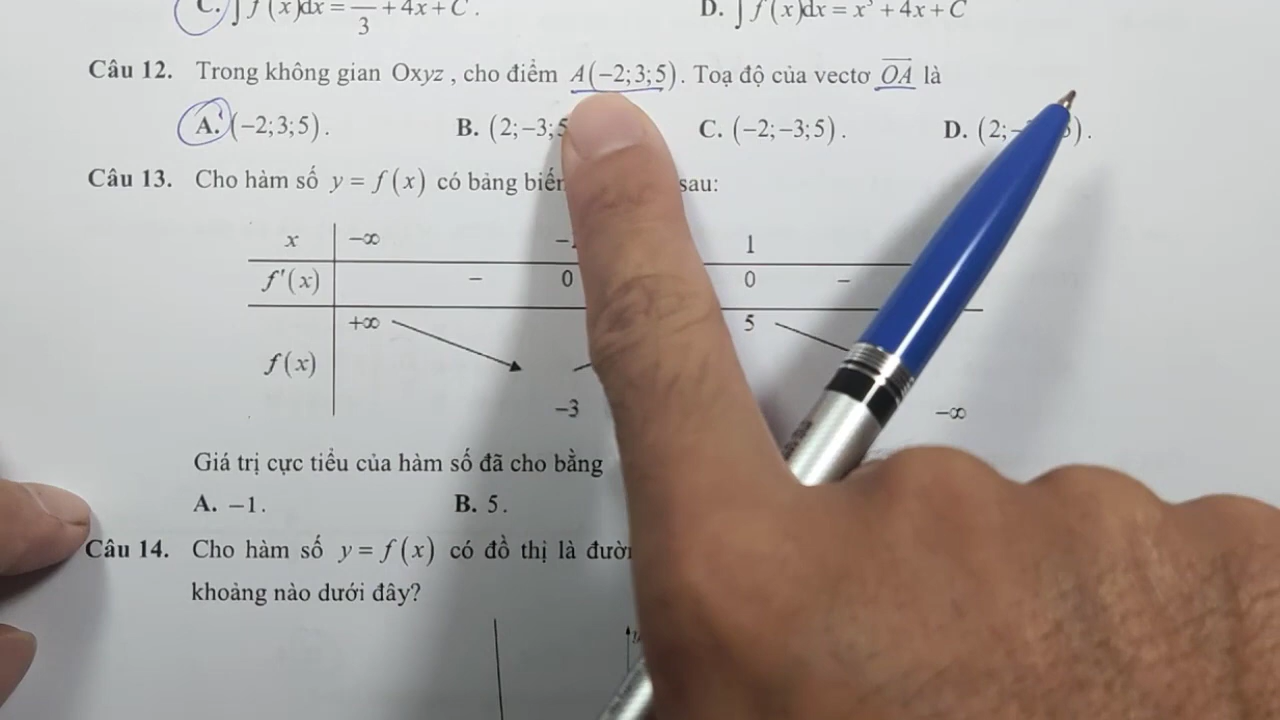 C. ∫ f(x)dx = — 3 + 4x + C. D. ∫ f(x)dx = x³ + 4x + C
Câu 12. Trong không gian Oxyz, cho điểm A(−2;3;5). Toạ độ của vectơ OA là
A. (−2;3;5). B. (2;−3; C. (−2;−3;5). D. (2;−
Câu 13. Cho hàm số y = f(x) có bảng sau:
x −∞ 1
f'(x) − 0 0 −
+∞ 5
f(x)
−3 −∞
Giá trị cực tiểu của hàm số đã cho bằng
A. −1. B. 5.
Câu 14. Cho hàm số y = f(x) có đồ thị là
khoảng nào dưới đây?